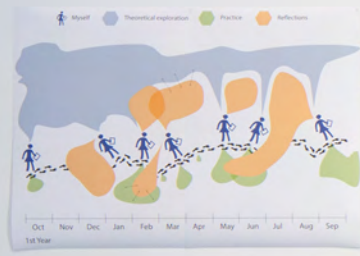 Myself Theoretical exploration Practice Reflections
Oct Nov Dec Jan Feb Mar Apr May Jun Jul Aug Sep
1st Year